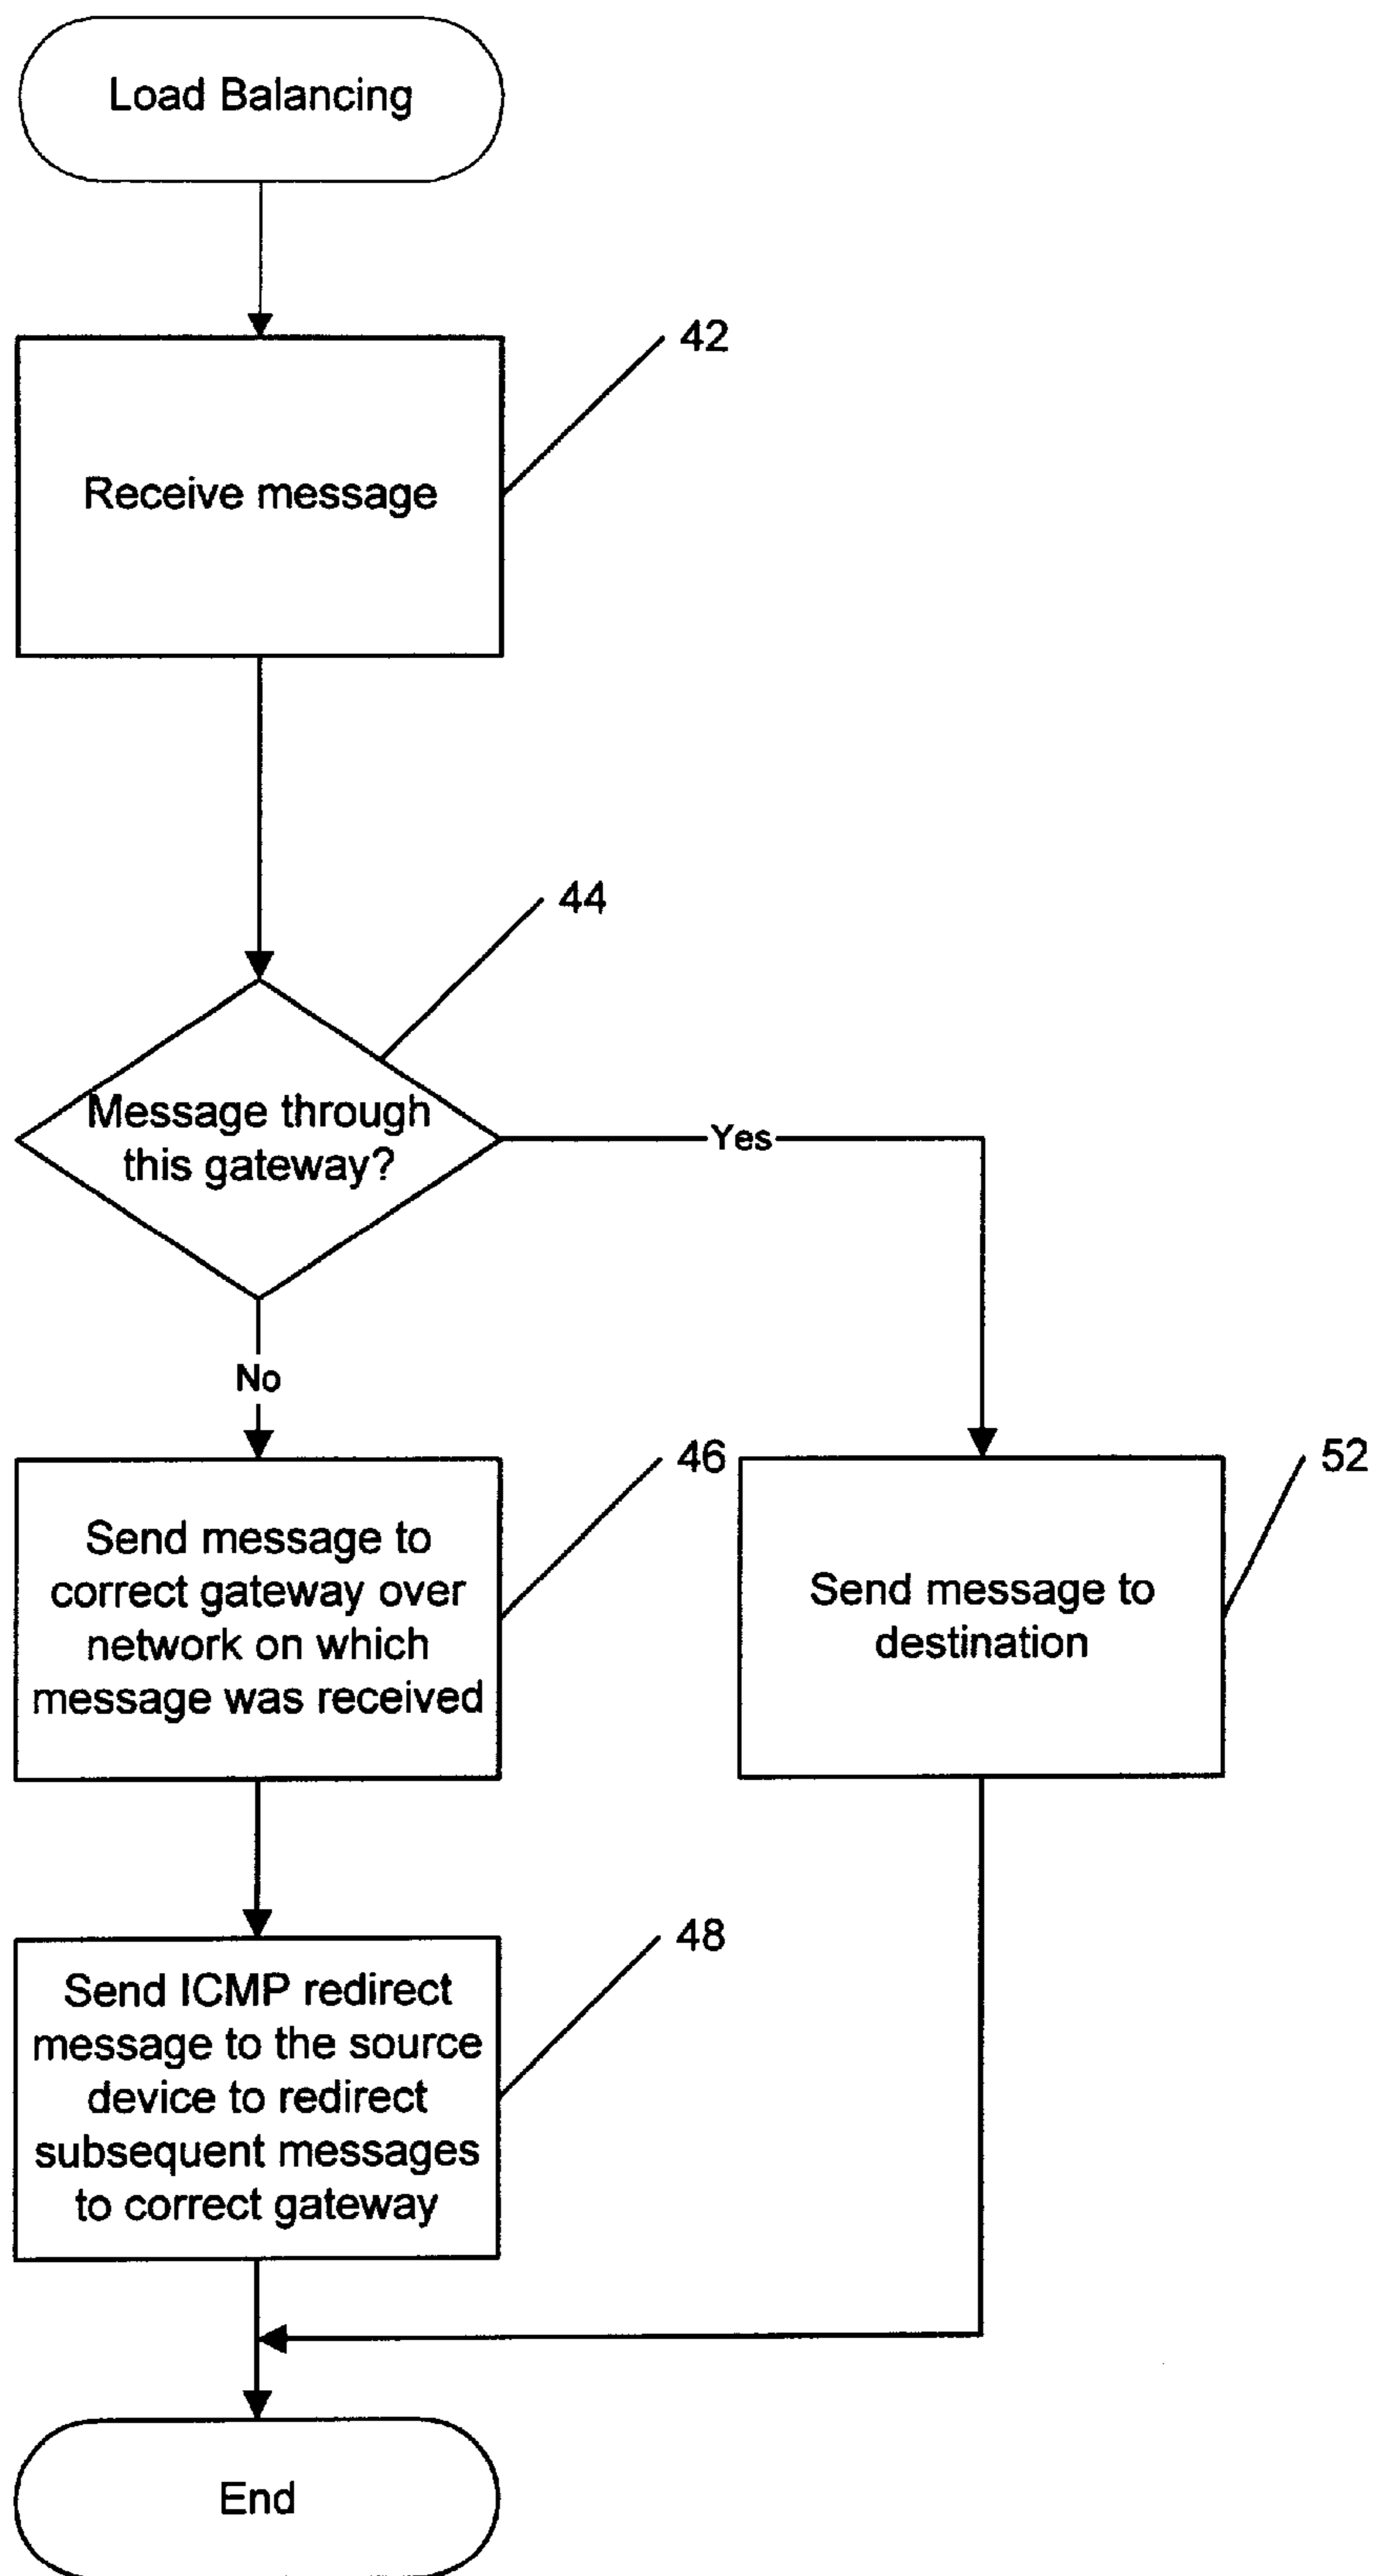 Load Balancing
42
Receive message
44
Message through
this gateway?
Yes
No
46
Send message to
correct gateway over
network on which
message was received
52
Send message to
destination
48
Send ICMP redirect
message to the source
device to redirect
subsequent messages
to correct gateway
End